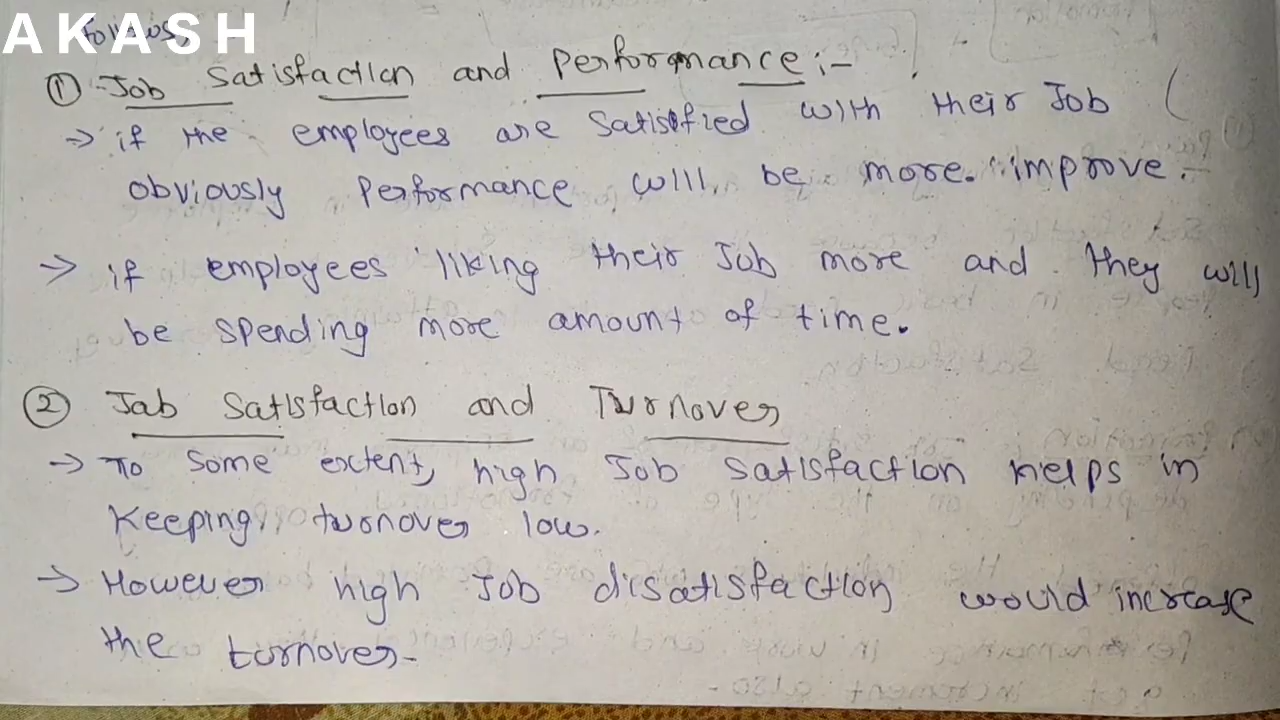 AKASH
follows,
① Job Satisfaction and Performance :-
→ if the employees are Satisified with their Job
obviously Performance will be more. improve.
→ if employees liking their Job more and they will
be spending more amount of time.
② Job Satisfaction and Turnover
→ To Some extent, high Job Satisfaction helps in
Keeping turnover low.
→ However high Job disatisfaction would increase
the turnover.